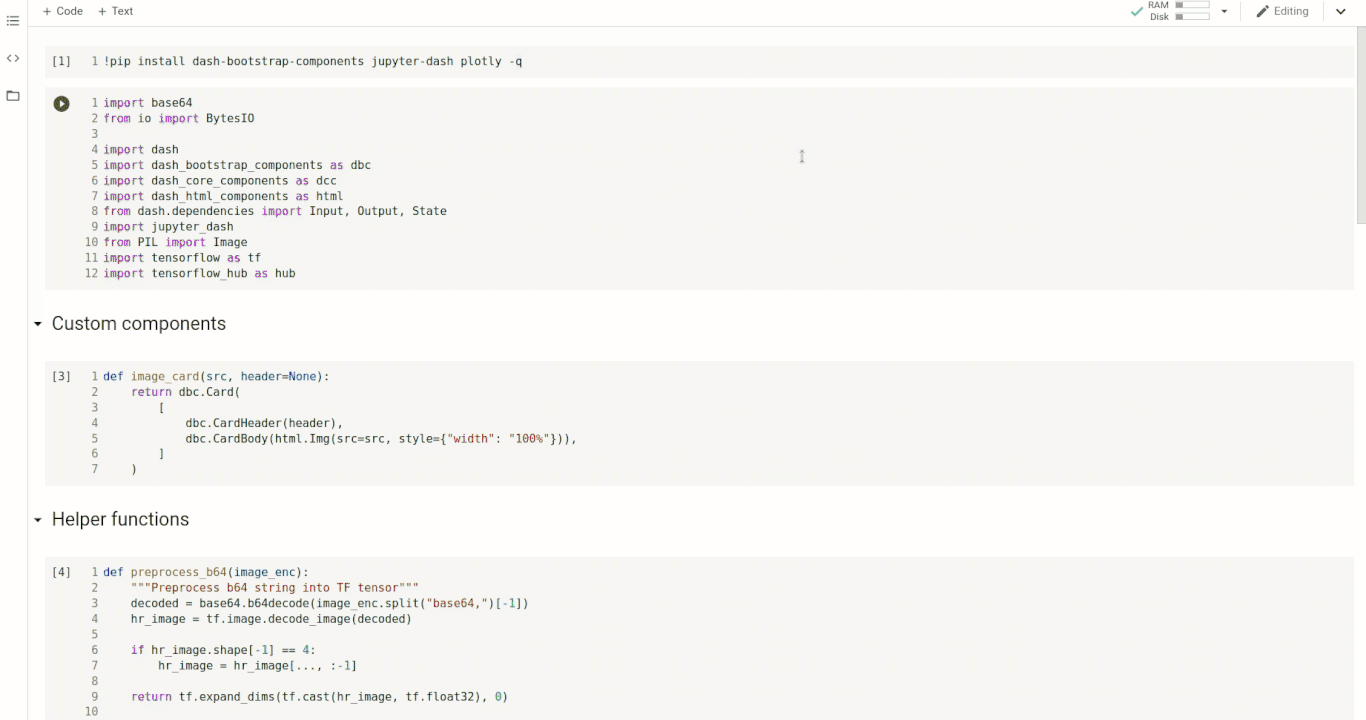 + Code + Text
RAM
Disk
Editing
[1] 1 !pip install dash-bootstrap-components jupyter-dash plotly -q
1 import base64
2 from io import BytesIO
3
4 import dash
5 import dash_bootstrap_components as dbc
6 import dash_core_components as dcc
7 import dash_html_components as html
8 from dash.dependencies import Input, Output, State
9 import jupyter_dash
10 from PIL import Image
11 import tensorflow as tf
12 import tensorflow_hub as hub
Custom components
[3] 1 def image_card(src, header=None):
2     return dbc.Card(
3         [
4             dbc.CardHeader(header),
5             dbc.CardBody(html.Img(src=src, style={"width": "100%"})),
6         ]
7     )
Helper functions
[4] 1 def preprocess_b64(image_enc):
2     """Preprocess b64 string into TF tensor"""
3     decoded = base64.b64decode(image_enc.split("base64,")[-1])
4     hr_image = tf.image.decode_image(decoded)
5
6     if hr_image.shape[-1] == 4:
7         hr_image = hr_image[..., :-1]
8
9     return tf.expand_dims(tf.cast(hr_image, tf.float32), 0)
10